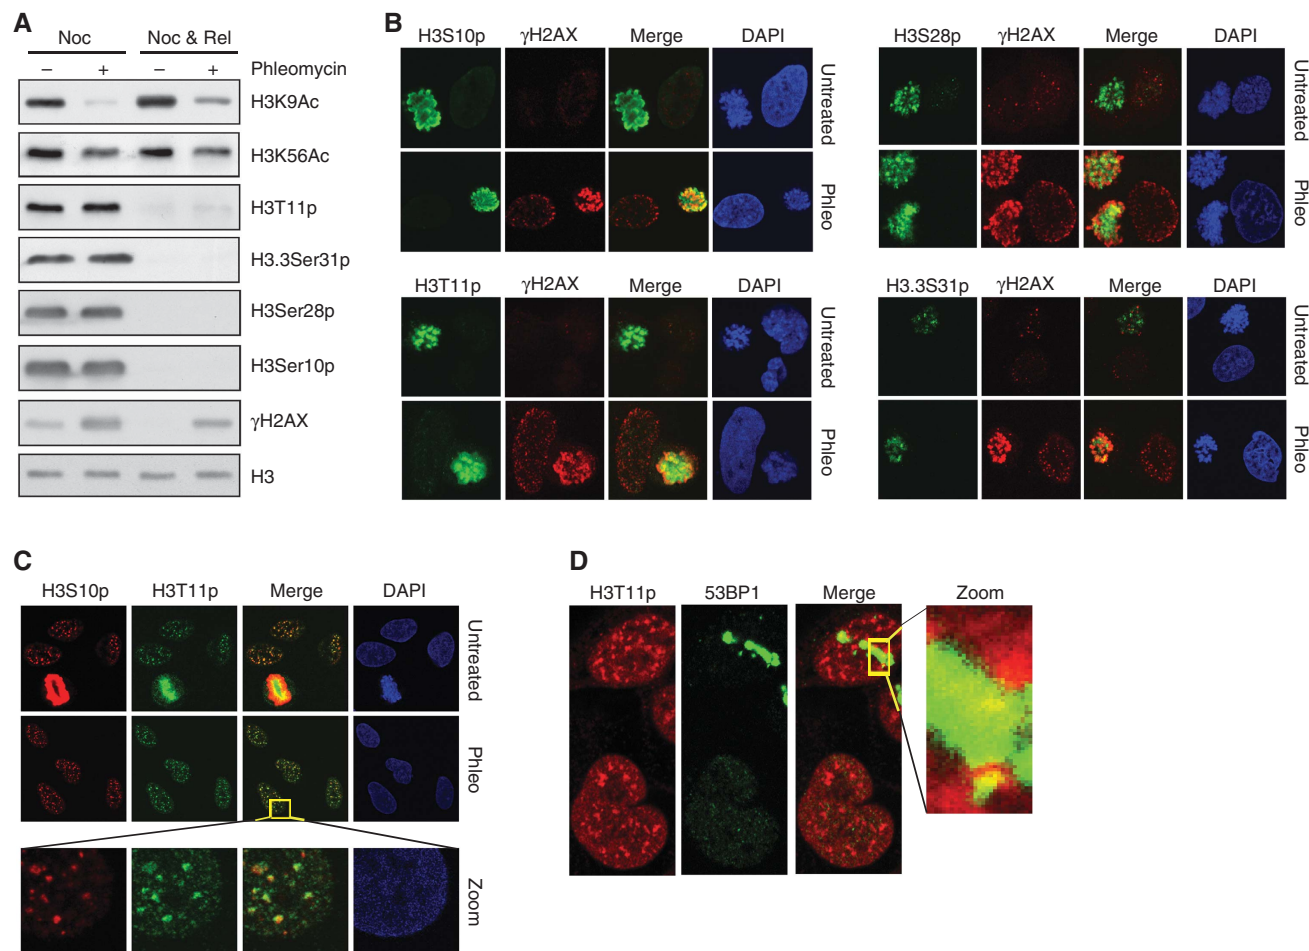 A
Noc
Noc & Rel
– + – + Phleomycin
H3K9Ac
H3K56Ac
H3T11p
H3.3Ser31p
H3Ser28p
H3Ser10p
γH2AX
H3
B
H3S10p γH2AX Merge DAPI
Untreated
Phleo
H3S28p γH2AX Merge DAPI
Untreated
Phleo
H3T11p γH2AX Merge DAPI
Untreated
Phleo
H3.3S31p γH2AX Merge DAPI
Untreated
Phleo
C
H3S10p H3T11p Merge DAPI
Untreated
Phleo
Zoom
D
H3T11p 53BP1 Merge Zoom